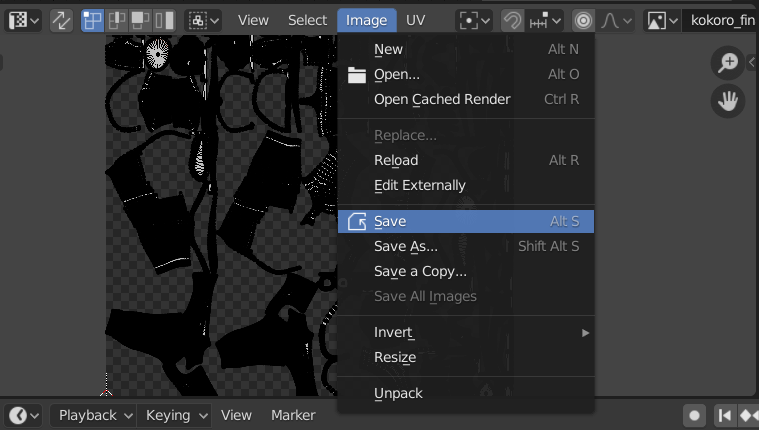 View Select Image UV kokoro_fin
New Alt N
Open... Alt O
Open Cached Render Ctrl R
Replace...
Reload Alt R
Edit Externally
Save Alt S
Save As... Shift Alt S
Save a Copy...
Save All Images
Invert
Resize
Unpack
Playback Keying View Marker